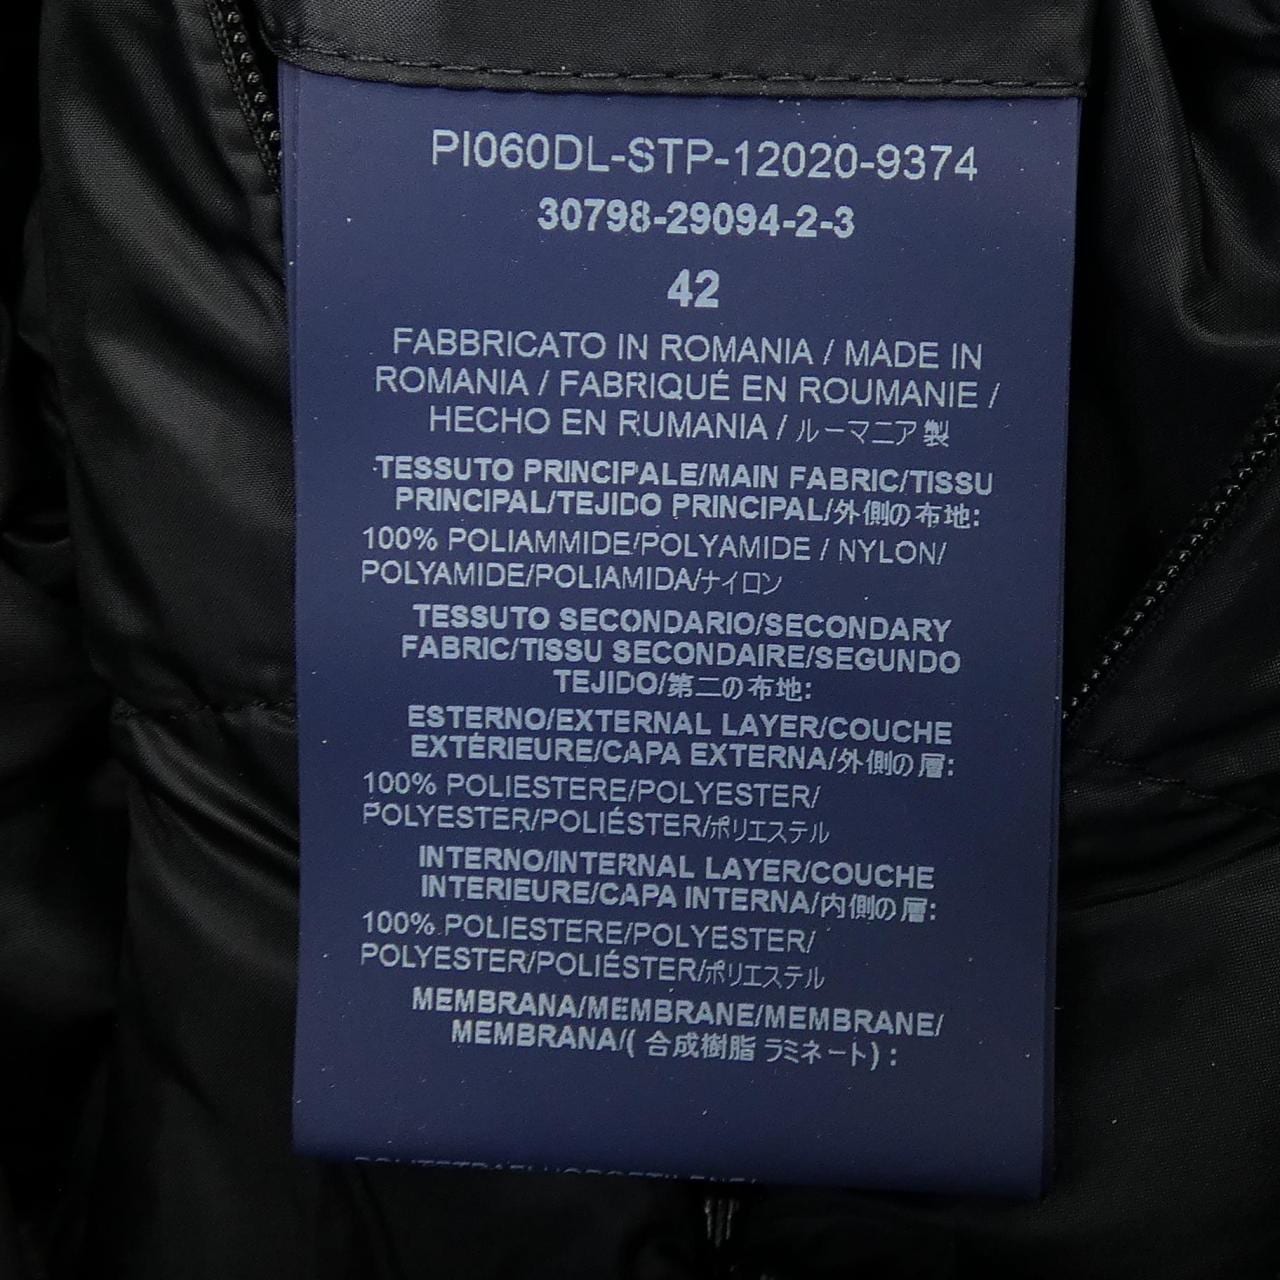 PI060DL-STP-12020-9374
30798-29094-2-3
42
FABBRICATO IN ROMANIA / MADE IN
ROMANIA / FABRIQUÉ EN ROUMANIE /
HECHO EN RUMANIA / ルーマニア製
TESSUTO PRINCIPALE/MAIN FABRIC/TISSU
PRINCIPAL/TEJIDO PRINCIPAL/外側の布地:
100% POLIAMMIDE/POLYAMIDE / NYLON/
POLYAMIDE/POLIAMIDA/ナイロン
TESSUTO SECONDARIO/SECONDARY
FABRIC/TISSU SECONDAIRE/SEGUNDO
TEJIDO/第二の布地:
ESTERNO/EXTERNAL LAYER/COUCHE
EXTÉRIEURE/CAPA EXTERNA/外側の層:
100% POLIESTERE/POLYESTER/
POLYESTER/POLIÉSTER/ポリエステル
INTERNO/INTERNAL LAYER/COUCHE
INTERIEURE/CAPA INTERNA/内側の層:
100% POLIESTERE/POLYESTER/
POLYESTER/POLIÉSTER/ポリエステル
MEMBRANA/MEMBRANE/MEMBRANE/
MEMBRANA/( 合成樹脂 ラミネート) :